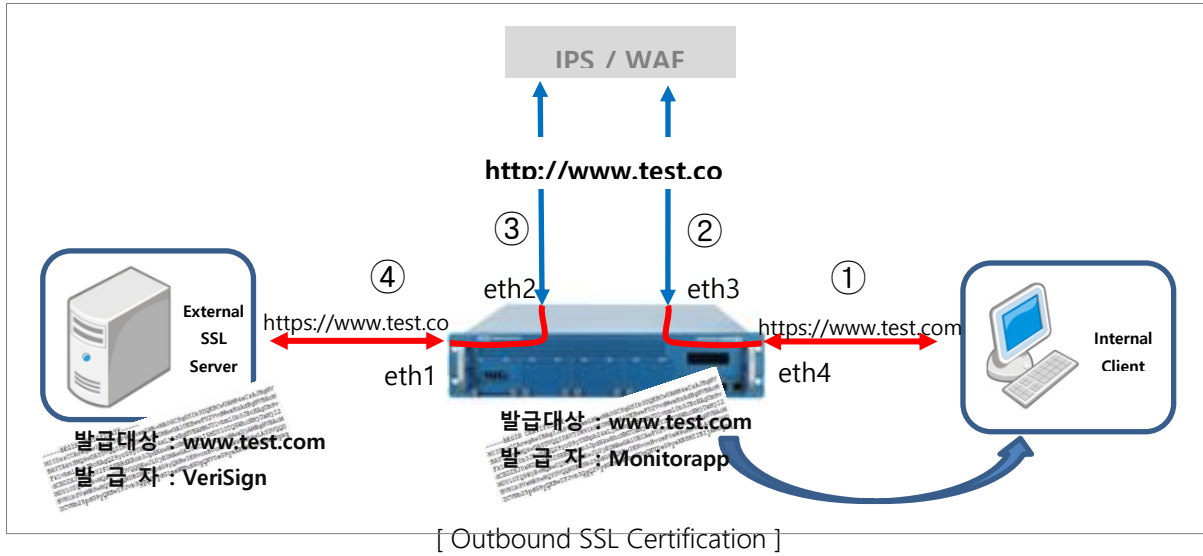 IPS / WAF
http://www.test.co
③
②
④
①
eth2
eth3
External
SSL
Server
https://www.test.co
https://www.test.com
Internal
Client
eth1
eth4
발급대상 : www.test.com
발 급 자 : VeriSign
발급대상 : www.test.com
발 급 자 : Monitorapp
[ Outbound SSL Certification ]